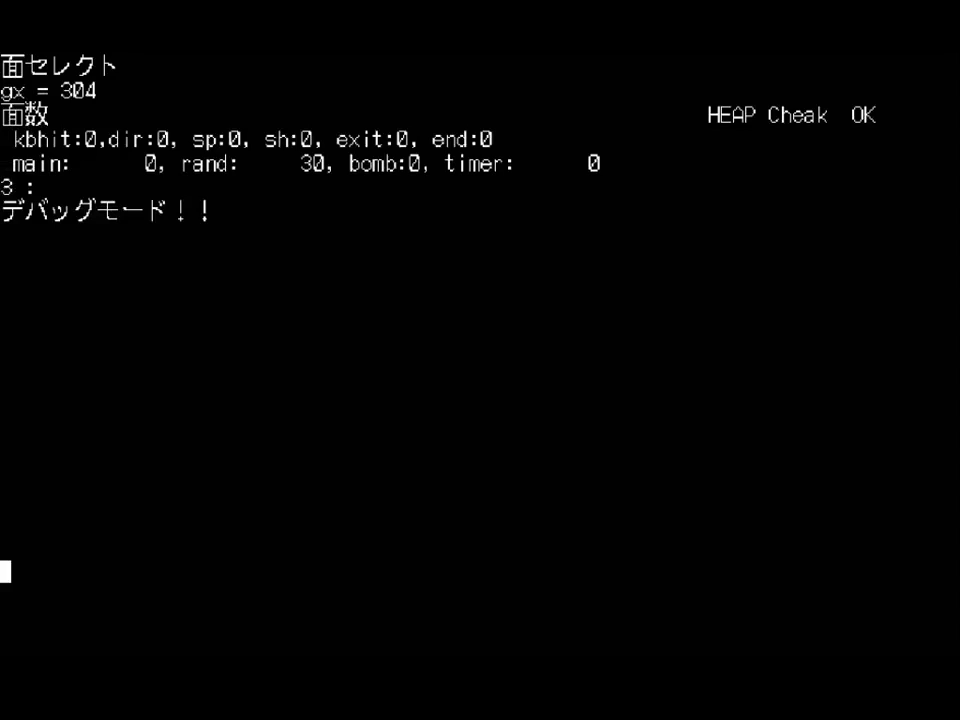 面セレクト
gx = 304
面数 HEAP Cheak OK
kbhit:0,dir:0, sp:0, sh:0, exit:0, end:0
main: 0, rand: 30, bomb:0, timer: 0
3 :
デバッグモード！！